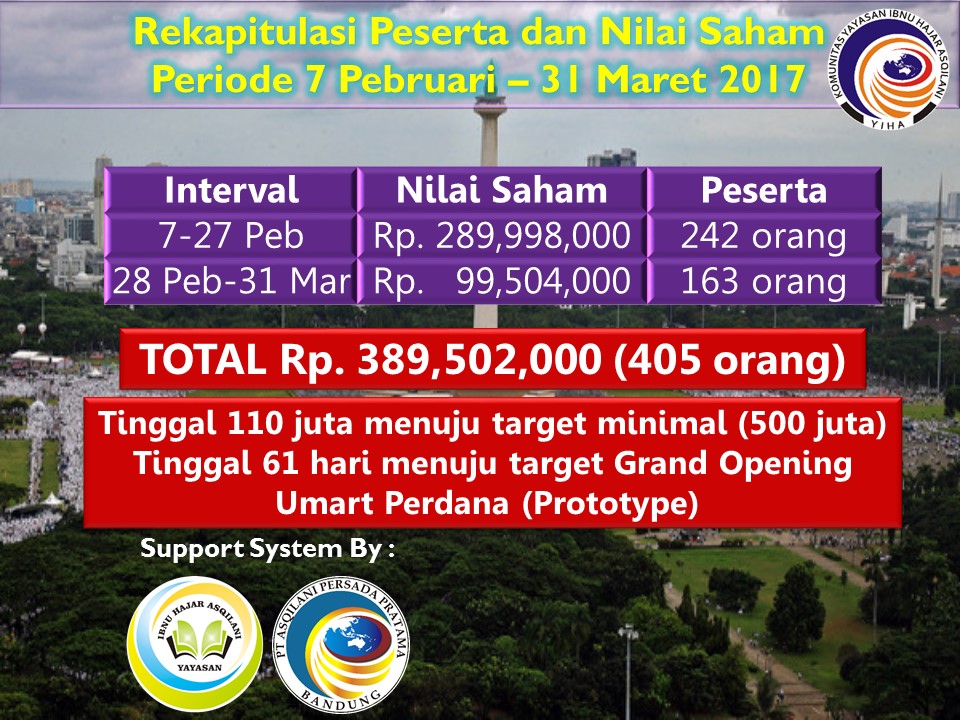 Rekapitulasi Peserta dan Nilai Saham
Periode 7 Pebruari – 31 Maret 2017
KOMUNITAS YAYASAN IBNU HAJAR ASQILANI
YIHA
Interval Nilai Saham Peserta
7-27 Peb Rp. 289,998,000 242 orang
28 Peb-31 Mar Rp. 99,504,000 163 orang
TOTAL Rp. 389,502,000 (405 orang)
Tinggal 110 juta menuju target minimal (500 juta)
Tinggal 61 hari menuju target Grand Opening
Umart Perdana (Prototype)
Support System By :
IBNU HAJAR ASQILANI
YAYASAN
PT ASQILANI PERSADA PRATAMA
BANDUNG